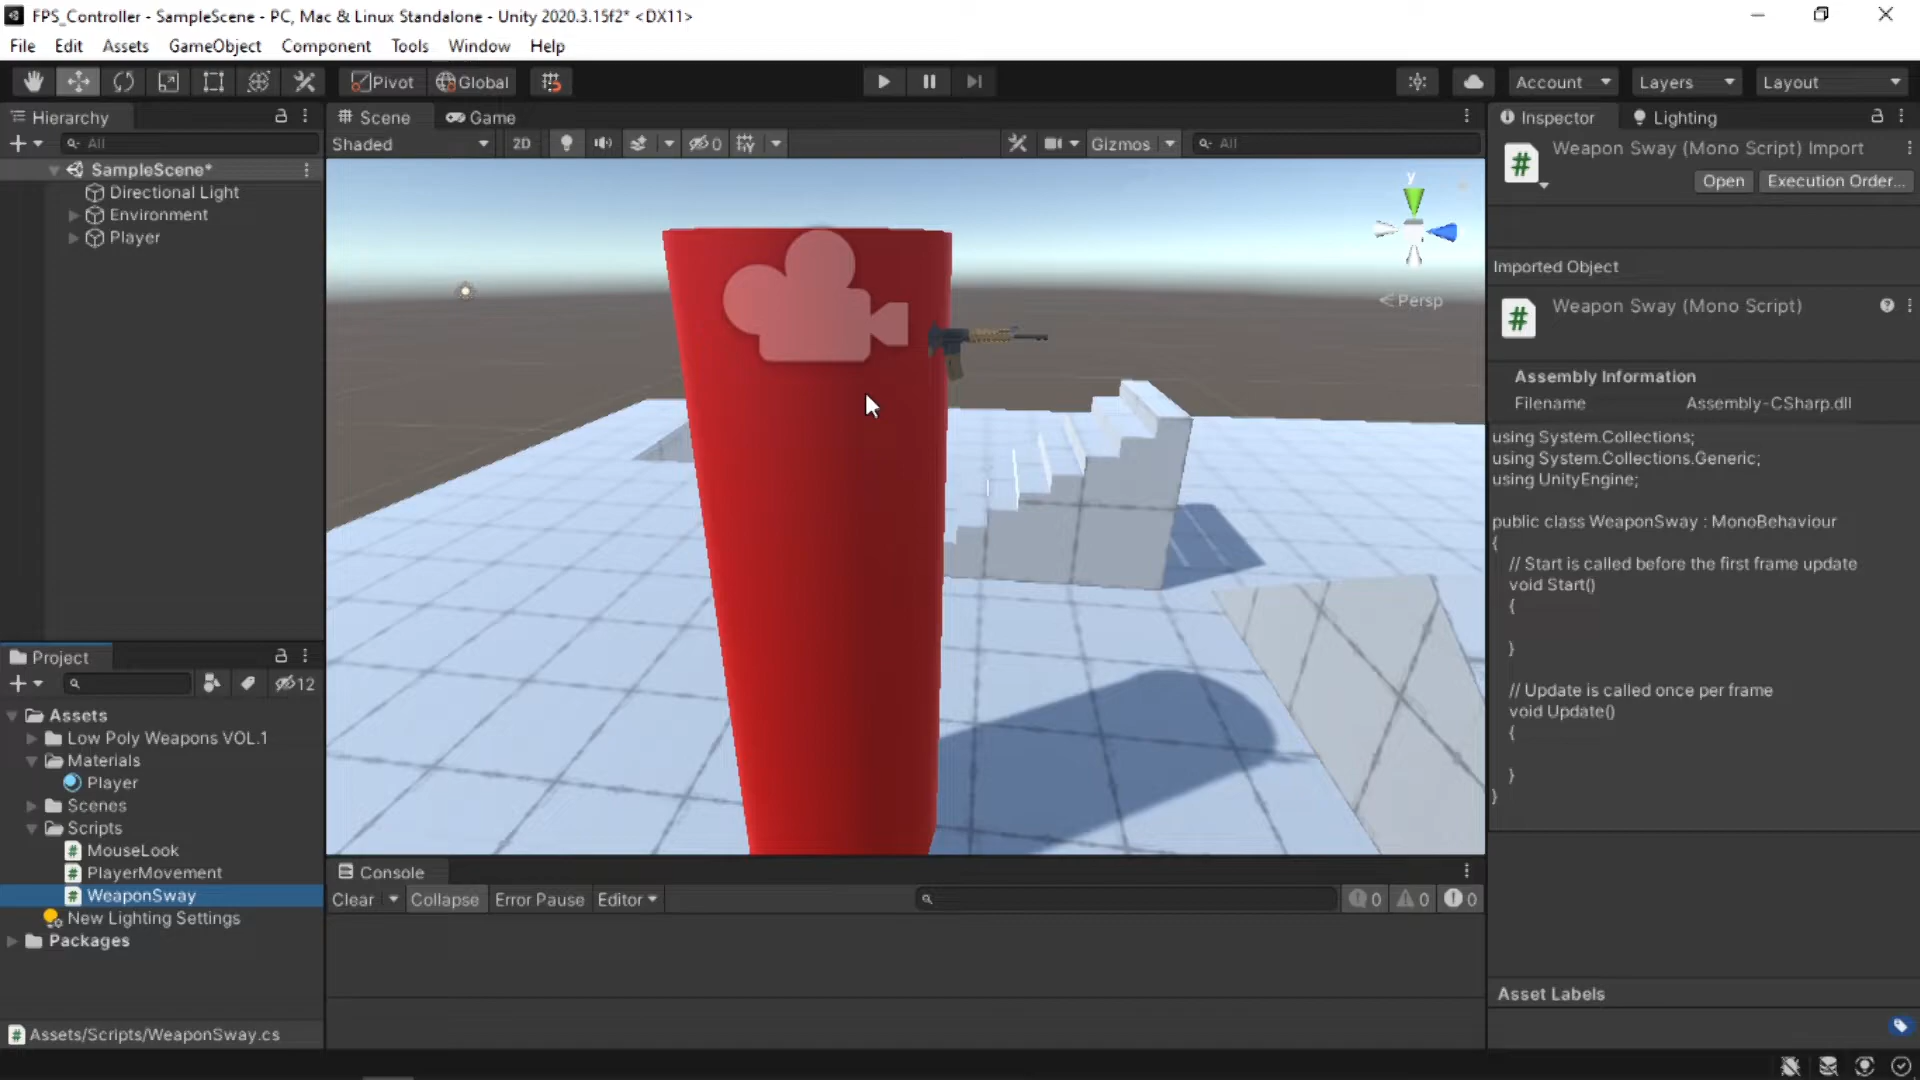 FPS_Controller - SampleScene - PC, Mac & Linux Standalone - Unity 2020.3.15f2* <DX11>
File Edit Assets GameObject Component Tools Window Help
Pivot Global Account Layers Layout
Hierarchy
All
SampleScene*
Directional Light
Environment
Player
Scene Game
Shaded 2D 0 Gizmos All
y
Persp
Inspector Lighting
Weapon Sway (Mono Script) Import
Open Execution Order...
Imported Object
Weapon Sway (Mono Script)
Assembly Information
Filename Assembly-CSharp.dll
using System.Collections;
using System.Collections.Generic;
using UnityEngine;
public class WeaponSway : MonoBehaviour
{
// Start is called before the first frame update
void Start()
{
}
// Update is called once per frame
void Update()
{
}
}
Asset Labels
Project
12
Assets
Low Poly Weapons VOL.1
Materials
Player
Scenes
Scripts
MouseLook
PlayerMovement
WeaponSway
New Lighting Settings
Packages
Assets/Scripts/WeaponSway.cs
Console
Clear Collapse Error Pause Editor 0 0 0